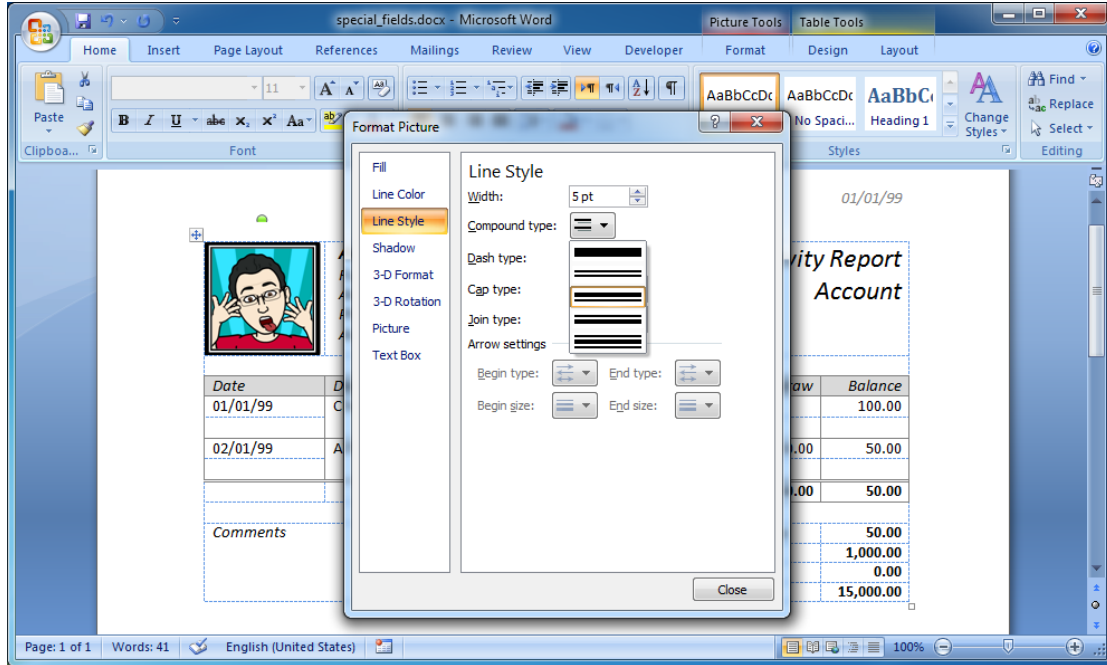 special_fields.docx - Microsoft Word
Picture Tools
Table Tools
Home
Insert
Page Layout
References
Mailings
Review
View
Developer
Format
Design
Layout
Paste
Clipboa...
11
B I U abe X₂ X² Aa
Font
AaBbCcDc
AaBbCcDc
AaBbC
No Spaci...
Heading 1
Change
Styles
Styles
Find
Replace
Select
Editing
Format Picture
Fill
Line Color
Line Style
Shadow
3-D Format
3-D Rotation
Picture
Text Box
Line Style
Width:
5 pt
Compound type:
Dash type:
Cap type:
Join type:
Arrow settings
Begin type:
End type:
Begin size:
End size:
Close
01/01/99
vity Report
Account
Date
Balance
01/01/99
100.00
02/01/99
50.00
50.00
Comments
50.00
1,000.00
0.00
15,000.00
Page: 1 of 1
Words: 41
English (United States)
100%